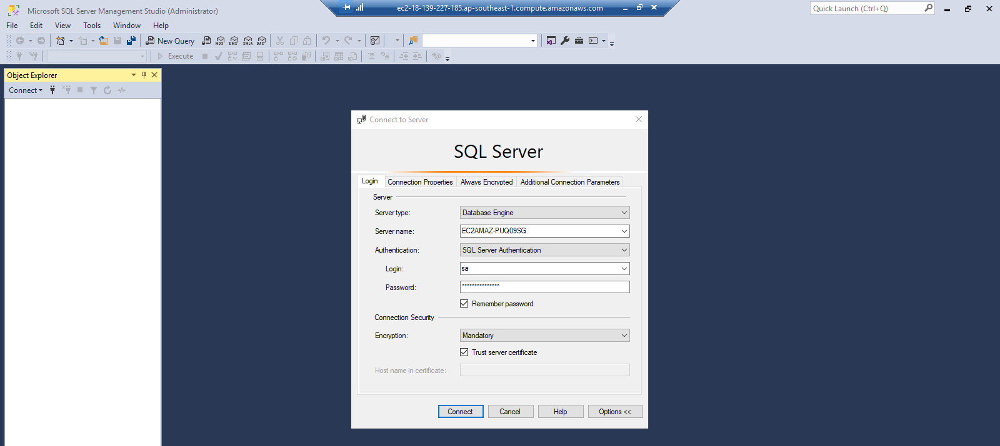 Microsoft SQL Server Management Studio (Administrator)
ec2-18-139-227-185.ap-southeast-1.compute.amazonaws.com
Quick Launch (Ctrl+Q)
File Edit View Tools Window Help
New Query MDX DMX XMLA DAX
Execute
Object Explorer
Connect
Connect to Server
SQL Server
Login Connection Properties Always Encrypted Additional Connection Parameters
Server
Server type: Database Engine
Server name: EC2AMAZ-PUQ09SG
Authentication: SQL Server Authentication
Login: sa
Password: ***************
Remember password
Connection Security
Encryption: Mandatory
Trust server certificate
Host name in certificate:
Connect Cancel Help Options <<